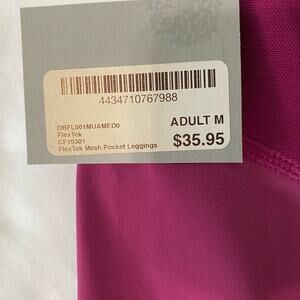 4434710767988
DBFL001MUAMED0
FlexTek
CF10301
FlexTek Mesh Pocket Leggings
ADULT M
$35.95